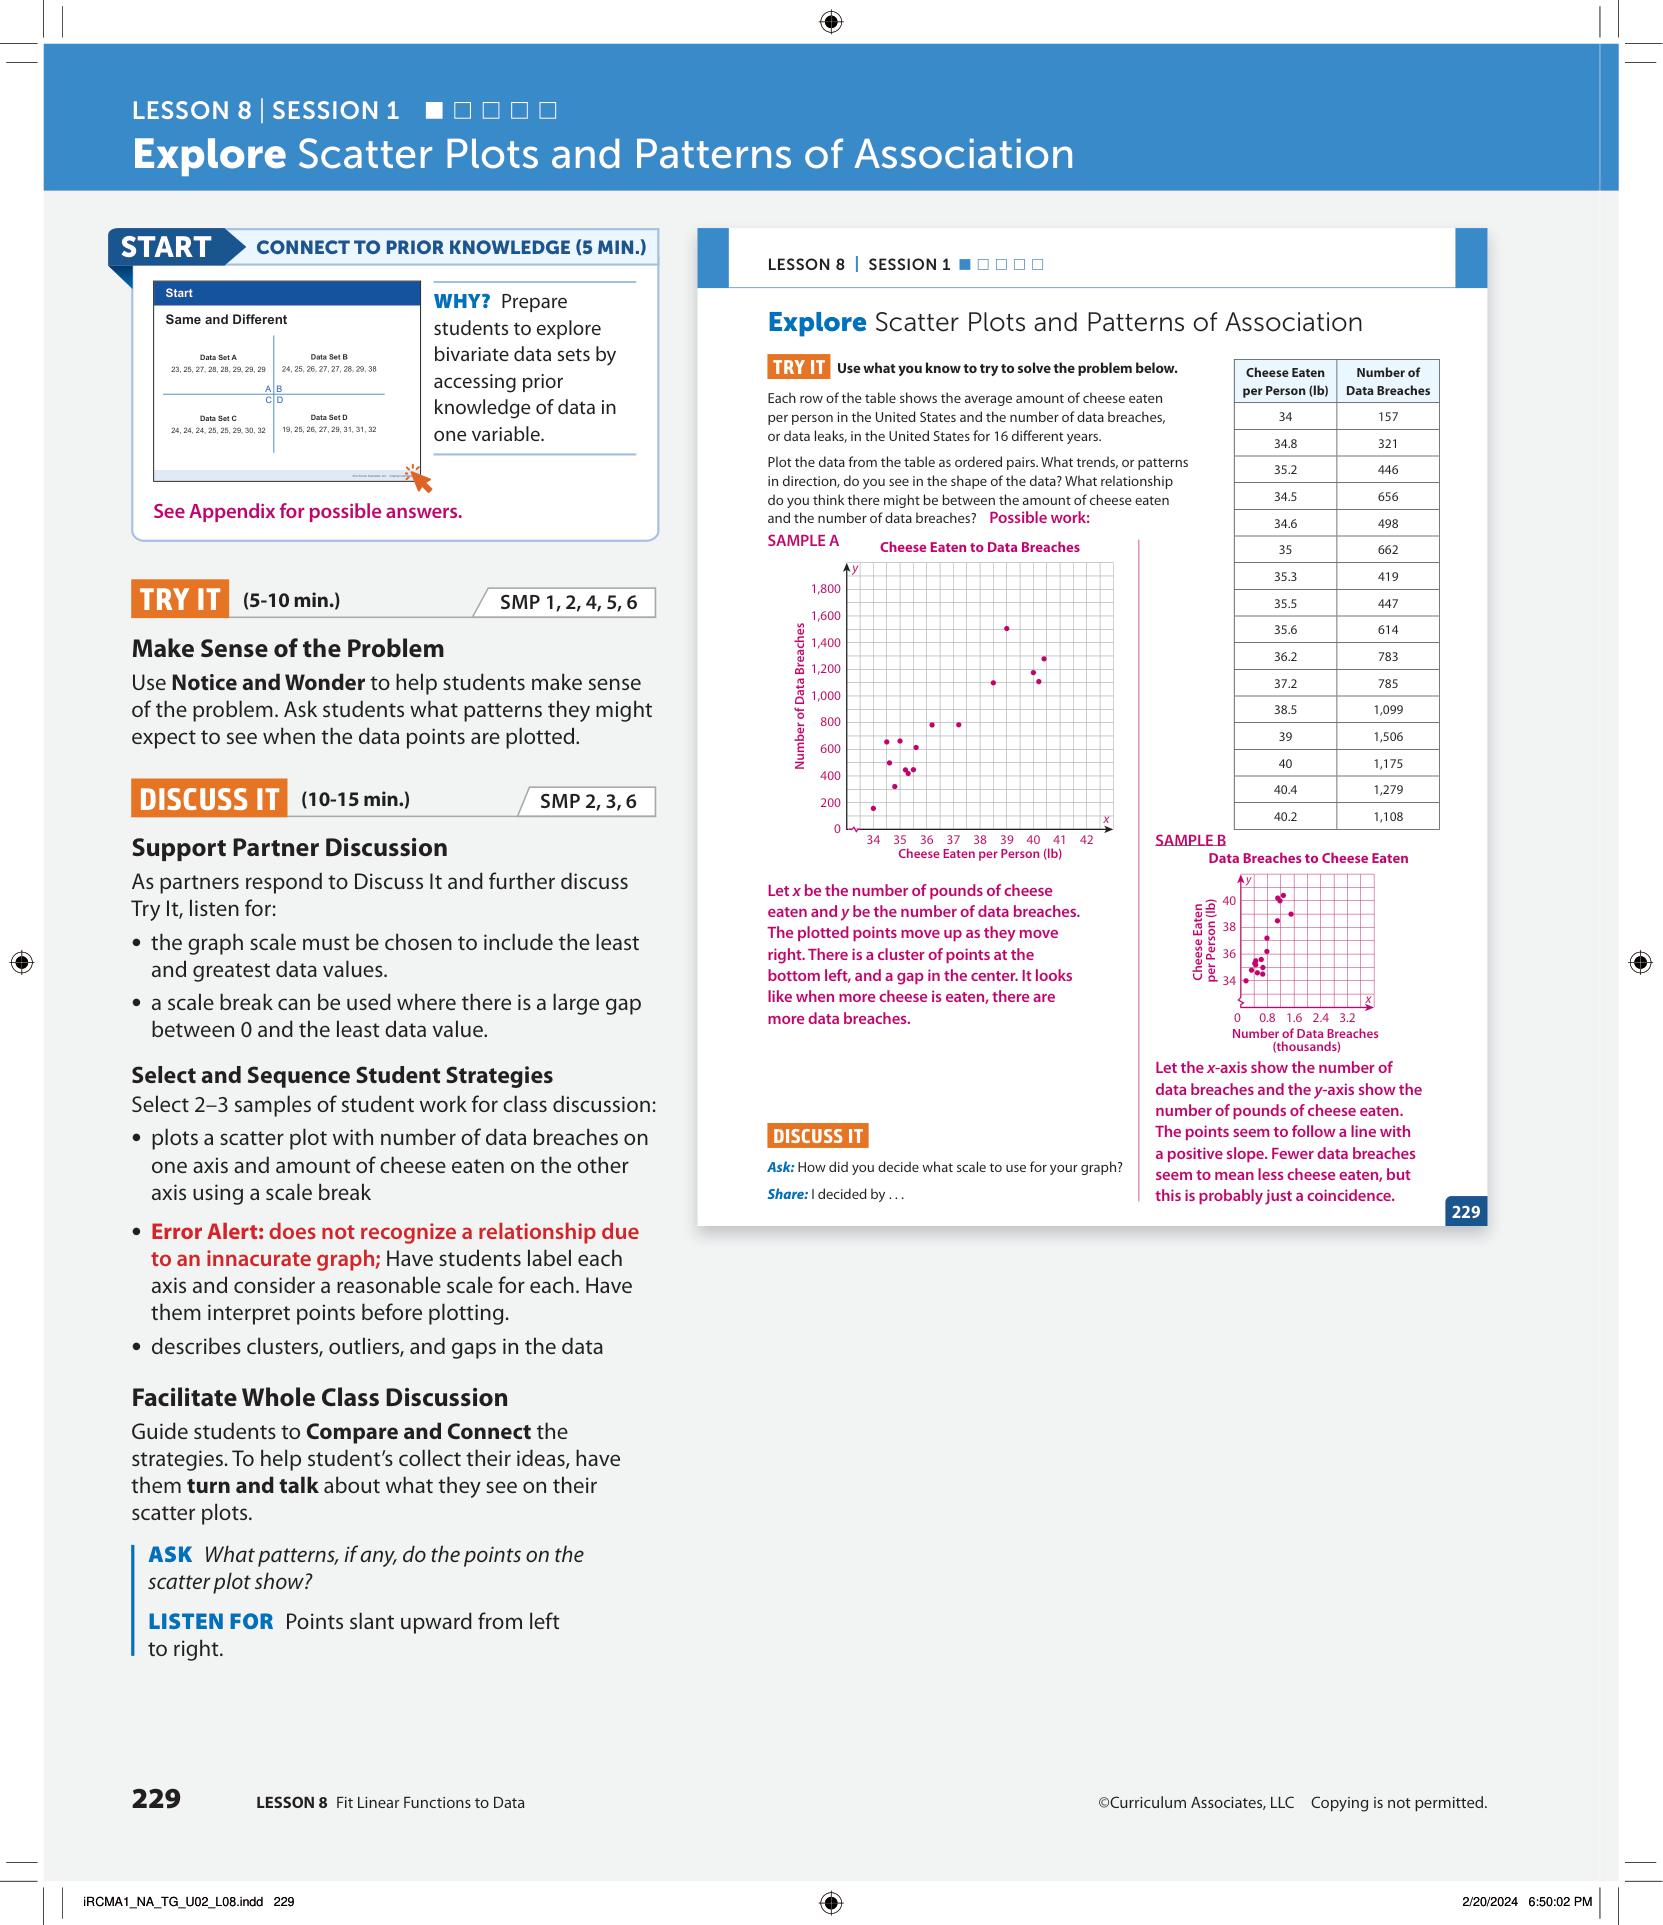 LESSON 8 | SESSION 1
Explore Scatter Plots and Patterns of Association
START
CONNECT TO PRIOR KNOWLEDGE (5 MIN.)
Start
Same and Different
Data Set A
23, 25, 27, 28, 28, 29, 29, 29
Data Set B
24, 25, 26, 27, 27, 28, 29, 38
A B
C D
Data Set C
24, 24, 24, 25, 25, 29, 30, 32
Data Set D
19, 25, 26, 27, 29, 31, 31, 32
WHY? Prepare
students to explore
bivariate data sets by
accessing prior
knowledge of data in
one variable.
See Appendix for possible answers.
TRY IT (5-10 min.)
SMP 1, 2, 4, 5, 6
Make Sense of the Problem
Use Notice and Wonder to help students make sense
of the problem. Ask students what patterns they might
expect to see when the data points are plotted.
DISCUSS IT (10-15 min.)
SMP 2, 3, 6
Support Partner Discussion
As partners respond to Discuss It and further discuss
Try It, listen for:
• the graph scale must be chosen to include the least
and greatest data values.
• a scale break can be used where there is a large gap
between 0 and the least data value.
Select and Sequence Student Strategies
Select 2–3 samples of student work for class discussion:
• plots a scatter plot with number of data breaches on
one axis and amount of cheese eaten on the other
axis using a scale break
• Error Alert: does not recognize a relationship due
to an innacurate graph; Have students label each
axis and consider a reasonable scale for each. Have
them interpret points before plotting.
• describes clusters, outliers, and gaps in the data
Facilitate Whole Class Discussion
Guide students to Compare and Connect the
strategies. To help student's collect their ideas, have
them turn and talk about what they see on their
scatter plots.
ASK What patterns, if any, do the points on the
scatter plot show?
LISTEN FOR Points slant upward from left
to right.
LESSON 8 | SESSION 1
Explore Scatter Plots and Patterns of Association
TRY IT Use what you know to try to solve the problem below.
Each row of the table shows the average amount of cheese eaten
per person in the United States and the number of data breaches,
or data leaks, in the United States for 16 different years.
Plot the data from the table as ordered pairs. What trends, or patterns
in direction, do you see in the shape of the data? What relationship
do you think there might be between the amount of cheese eaten
and the number of data breaches? Possible work:
Cheese Eaten Number of
per Person (lb) Data Breaches
34 157
34.8 321
35.2 446
34.5 656
34.6 498
35 662
35.3 419
35.5 447
35.6 614
36.2 783
37.2 785
38.5 1,099
39 1,506
40 1,175
40.4 1,279
40.2 1,108
SAMPLE A
Cheese Eaten to Data Breaches
y
1,800
1,600
1,400
1,200
1,000
800
600
400
200
0
Number of Data Breaches
x
34 35 36 37 38 39 40 41 42
Cheese Eaten per Person (lb)
Let x be the number of pounds of cheese
eaten and y be the number of data breaches.
The plotted points move up as they move
right. There is a cluster of points at the
bottom left, and a gap in the center. It looks
like when more cheese is eaten, there are
more data breaches.
DISCUSS IT
Ask: How did you decide what scale to use for your graph?
Share: I decided by . . .
SAMPLE B
Data Breaches to Cheese Eaten
y
40
38
36
34
Cheese Eaten
per Person (lb)
x
0 0.8 1.6 2.4 3.2
Number of Data Breaches
(thousands)
Let the x-axis show the number of
data breaches and the y-axis show the
number of pounds of cheese eaten.
The points seem to follow a line with
a positive slope. Fewer data breaches
seem to mean less cheese eaten, but
this is probably just a coincidence.
229
229
LESSON 8 Fit Linear Functions to Data
©Curriculum Associates, LLC Copying is not permitted.
iRCMA1_NA_TG_U02_L08.indd 229
2/20/2024 6:50:02 PM